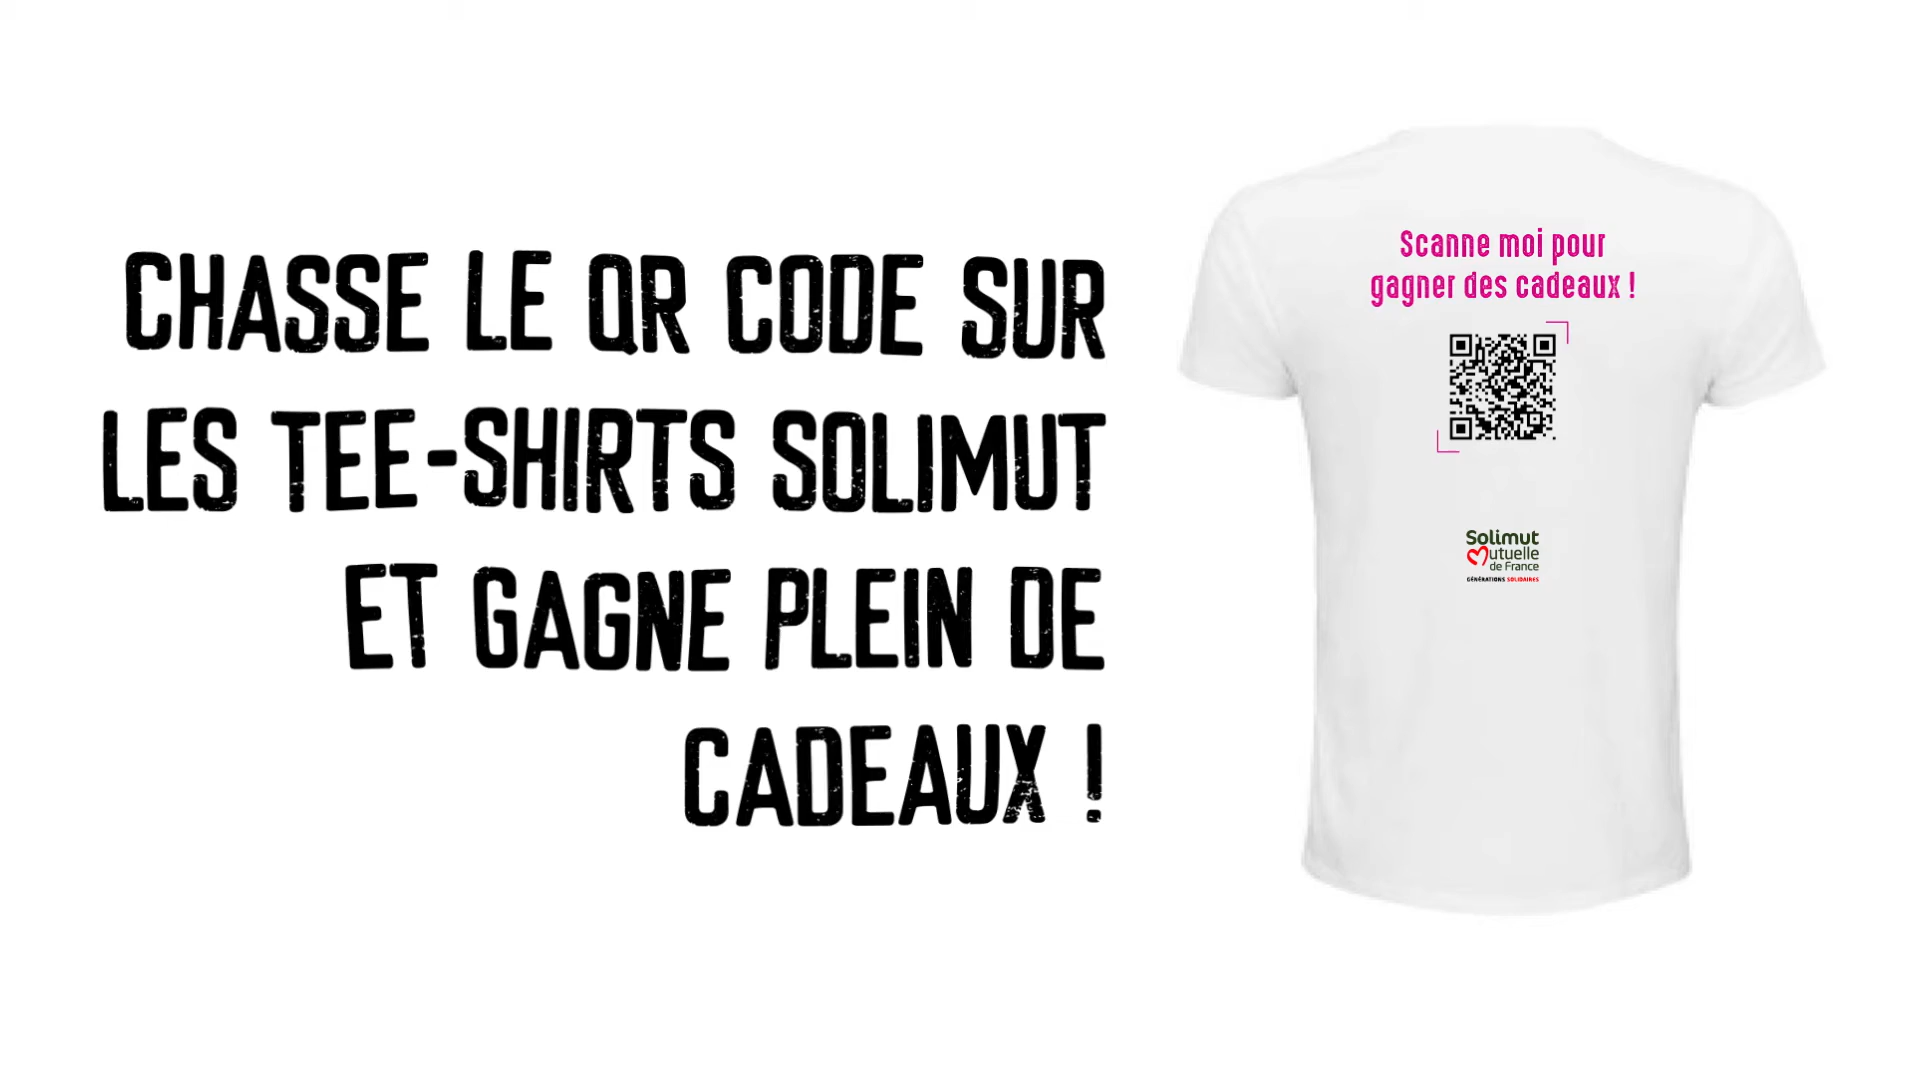 CHASSE LE QR CODE SUR
LES TEE-SHIRTS SOLIMUT
ET GAGNE PLEIN DE
CADEAUX !
Scanne moi pour
gagner des cadeaux !
Solimut
Mutuelle
de France
GÉNÉRATIONS SOLIDAIRES